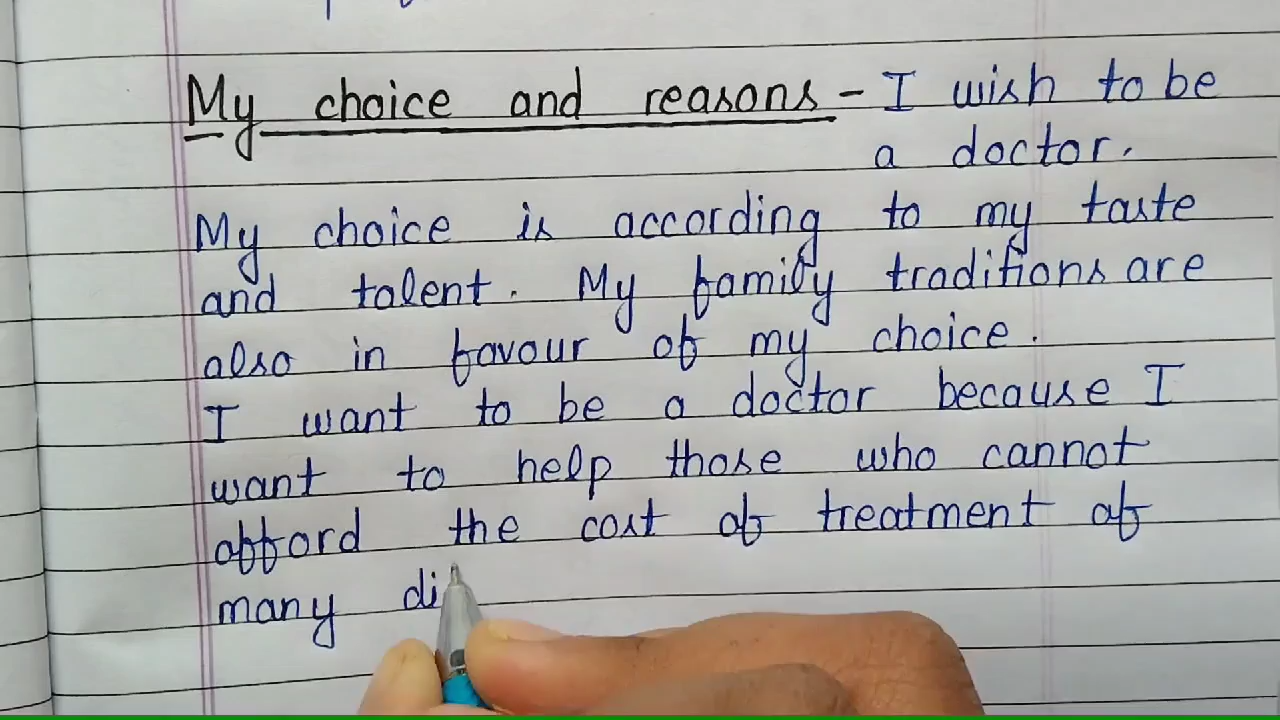 My choice and reasons - I wish to be
a doctor.
My choice is according to my taste
and talent. My family traditions are
also in favour of my choice.
I want to be a doctor because I
want to help those who cannot
afford the cost of treatment of
many di